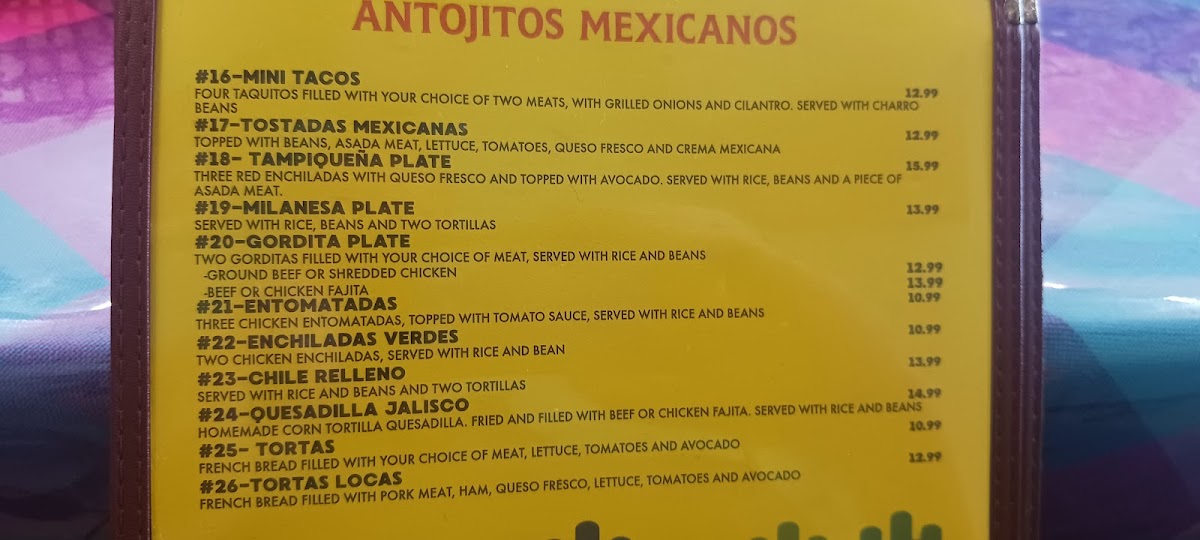 ANTOJITOS MEXICANOS
#16-MINI TACOS 12.99
FOUR TAQUITOS FILLED WITH YOUR CHOICE OF TWO MEATS, WITH GRILLED ONIONS AND CILANTRO. SERVED WITH CHARRO
BEANS
#17-TOSTADAS MEXICANAS 12.99
TOPPED WITH BEANS, ASADA MEAT, LETTUCE, TOMATOES, QUESO FRESCO AND CREMA MEXICANA
#18- TAMPIQUEÑA PLATE 15.99
THREE RED ENCHILADAS WITH QUESO FRESCO AND TOPPED WITH AVOCADO. SERVED WITH RICE, BEANS AND A PIECE OF
ASADA MEAT.
#19-MILANESA PLATE 13.99
SERVED WITH RICE, BEANS AND TWO TORTILLAS
#20-GORDITA PLATE
TWO GORDITAS FILLED WITH YOUR CHOICE OF MEAT, SERVED WITH RICE AND BEANS
-GROUND BEEF OR SHREDDED CHICKEN 12.99
-BEEF OR CHICKEN FAJITA 13.99
#21-ENTOMATADAS 10.99
THREE CHICKEN ENTOMATADAS, TOPPED WITH TOMATO SAUCE, SERVED WITH RICE AND BEANS
#22-ENCHILADAS VERDES 10.99
TWO CHICKEN ENCHILADAS, SERVED WITH RICE AND BEAN
#23-CHILE RELLENO 13.99
SERVED WITH RICE AND BEANS AND TWO TORTILLAS
#24-QUESADILLA JALISCO 14.99
HOMEMADE CORN TORTILLA QUESADILLA. FRIED AND FILLED WITH BEEF OR CHICKEN FAJITA. SERVED WITH RICE AND BEANS
#25- TORTAS 10.99
FRENCH BREAD FILLED WITH YOUR CHOICE OF MEAT, LETTUCE, TOMATOES AND AVOCADO
#26-TORTAS LOCAS 12.99
FRENCH BREAD FILLED WITH PORK MEAT, HAM, QUESO FRESCO, LETTUCE, TOMATOES AND AVOCADO